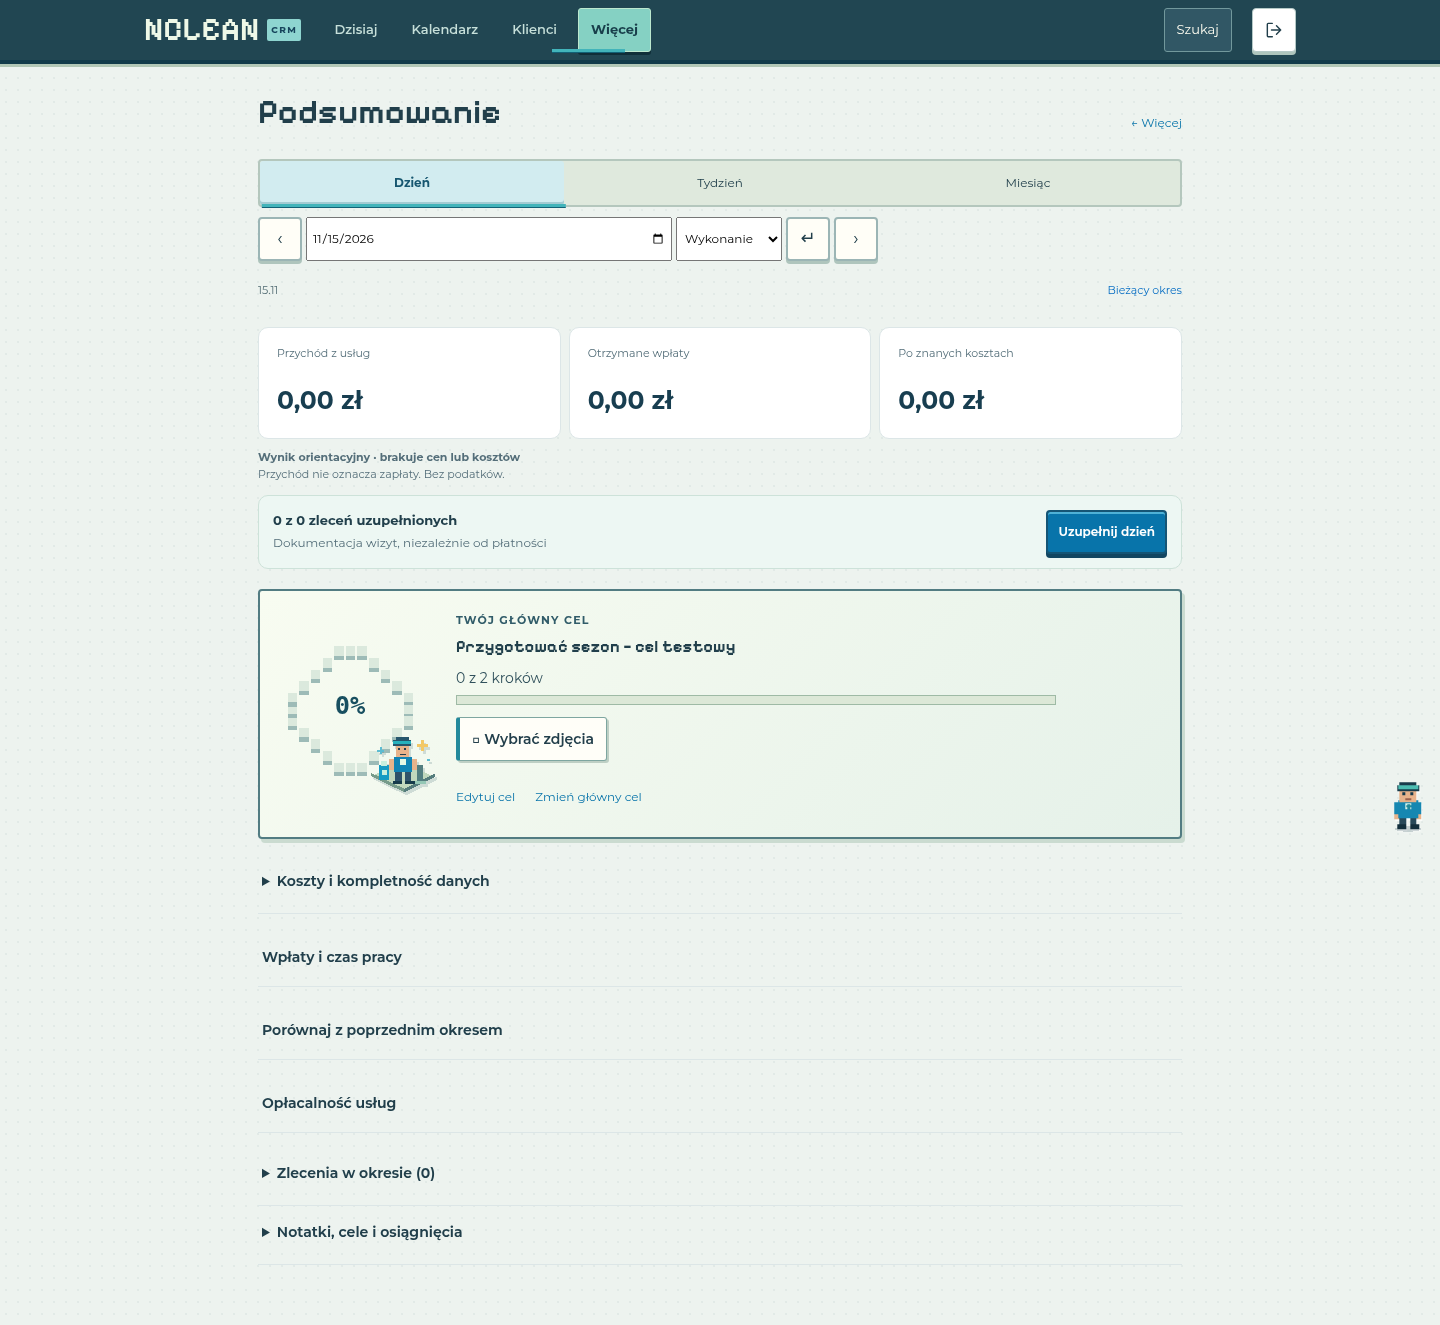 NOLEAN CRM Dzisiaj Kalendarz Klienci Więcej Szukaj
Podsumowanie
← Więcej
Dzień Tydzień Miesiąc
‹ 11/15/2026 Wykonanie ↵ ›
15.11 Bieżący okres
Przychód z usług Otrzymane wpłaty Po znanych kosztach
0,00 zł 0,00 zł 0,00 zł
Wynik orientacyjny · brakuje cen lub kosztów
Przychód nie oznacza zapłaty. Bez podatków.
0 z 0 zleceń uzupełnionych
Dokumentacja wizyt, niezależnie od płatności
Uzupełnij dzień
TWÓJ GŁÓWNY CEL
Przygotować sezon – cel testowy
0 z 2 kroków
0%
Wybrać zdjęcia
Edytuj cel Zmień główny cel
Koszty i kompletność danych
Wpłaty i czas pracy
Porównaj z poprzednim okresem
Opłacalność usług
Zlecenia w okresie (0)
Notatki, cele i osiągnięcia